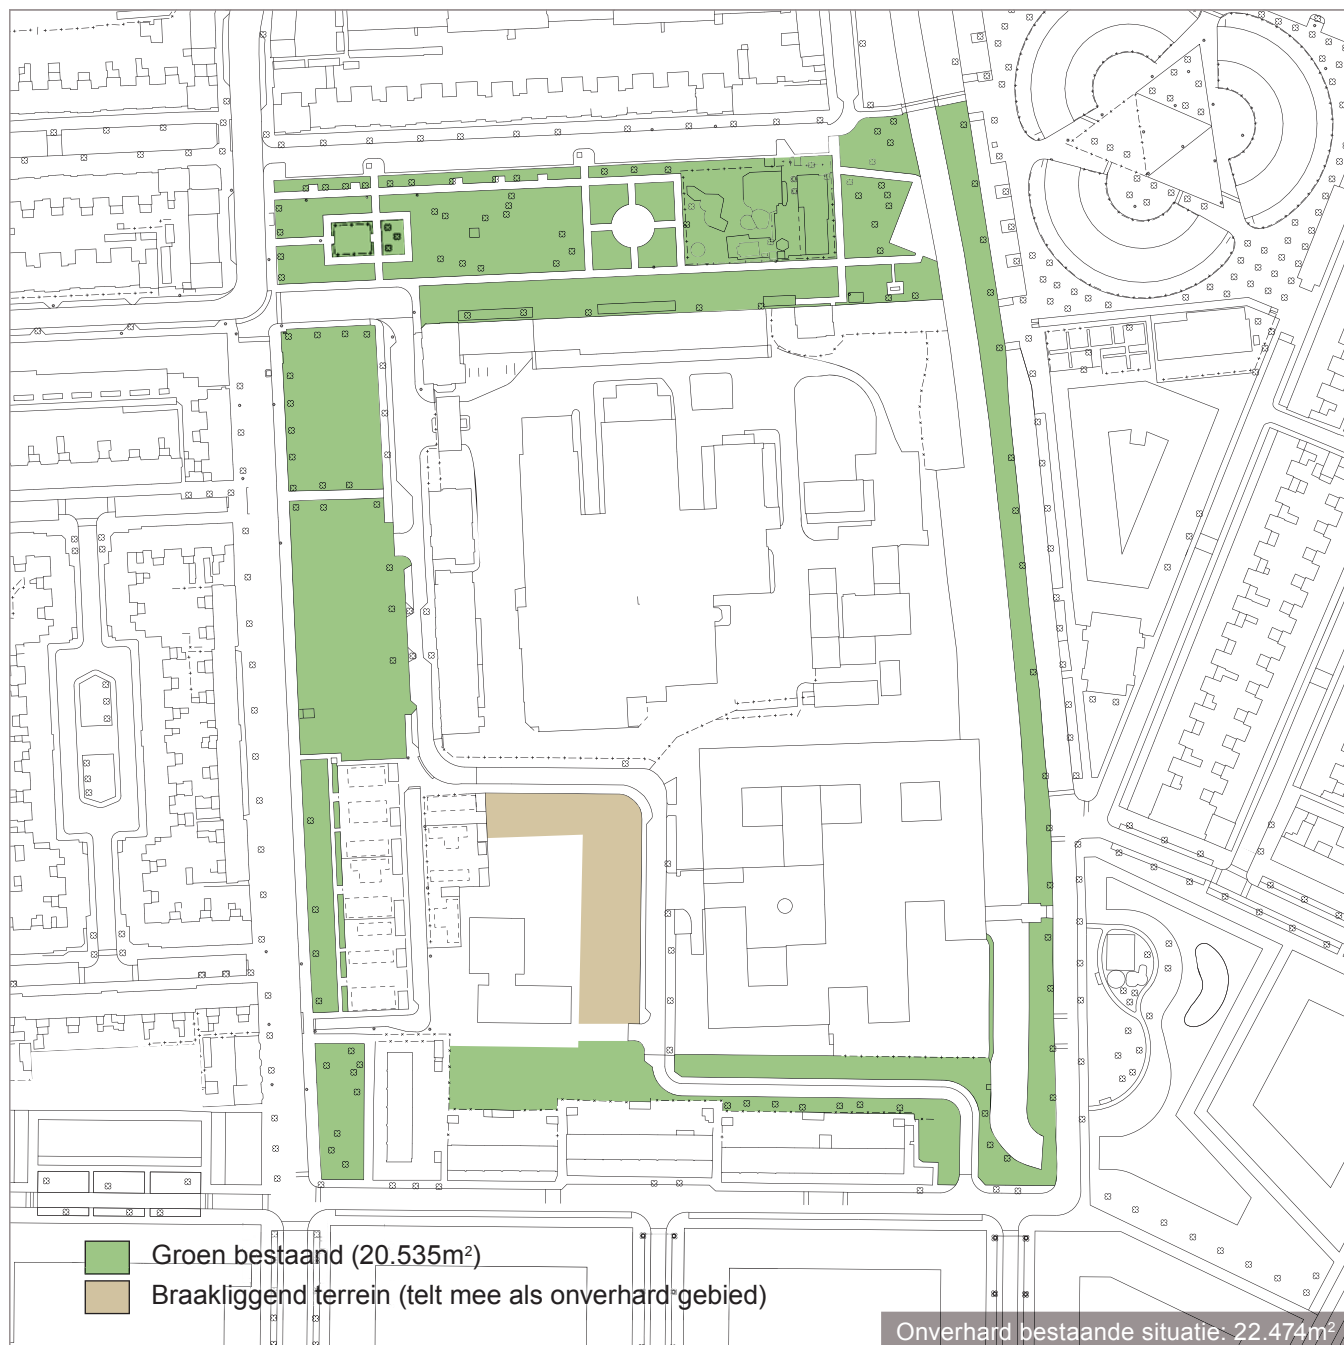 Groen bestaand (20.535m²)
Braakliggend terrein (telt mee als onverhard gebied)
Onverhard bestaande situatie: 22.474m²